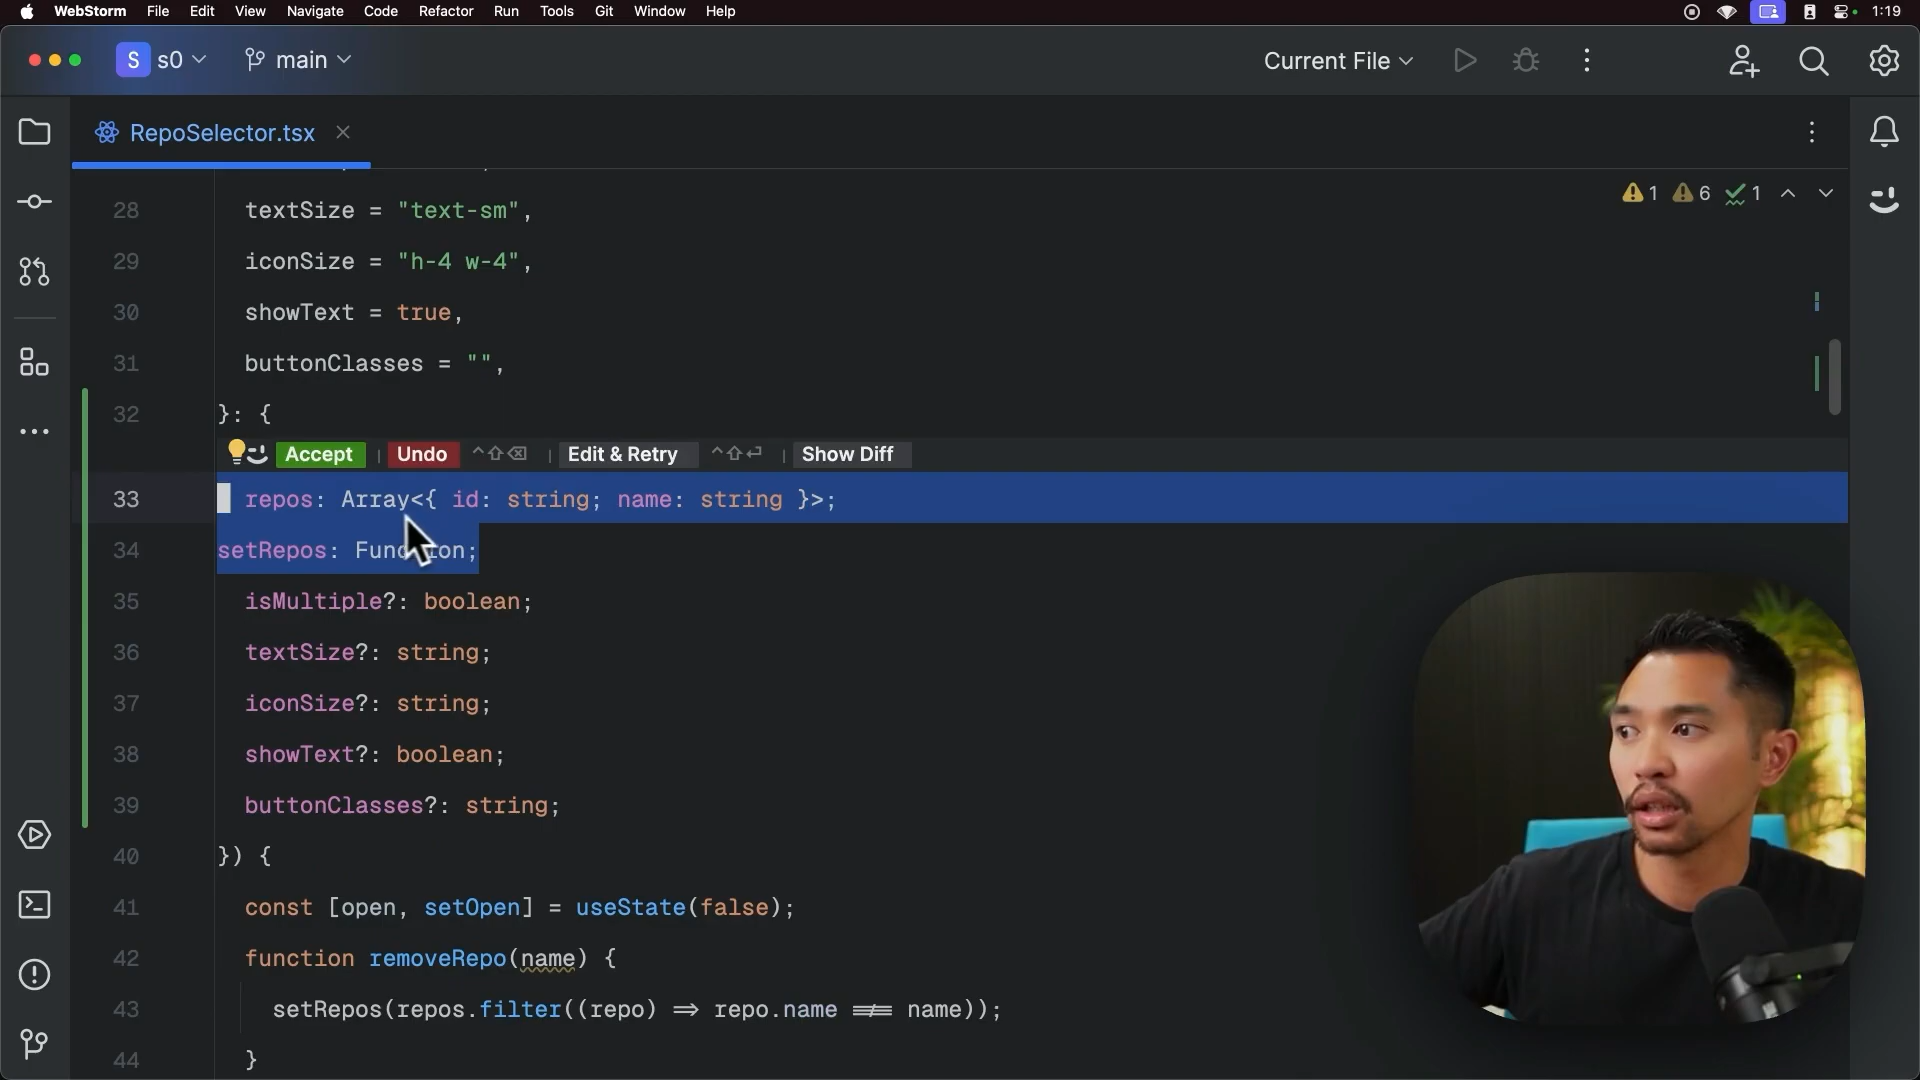 WebStorm File Edit View Navigate Code Refactor Run Tools Git Window Help 1:19
S s0 main Current File
RepoSelector.tsx
1 6 1
28 textSize = "text-sm",
29 iconSize = "h-4 w-4",
30 showText = true,
31 buttonClasses = "",
32 }: {
Accept | Undo ^⇧⌫ | Edit & Retry ^⇧⏎ | Show Diff
33 repos: Array<{ id: string; name: string }>;
34 setRepos: Function;
35 isMultiple?: boolean;
36 textSize?: string;
37 iconSize?: string;
38 showText?: boolean;
39 buttonClasses?: string;
40 }) {
41 const [open, setOpen] = useState(false);
42 function removeRepo(name) {
43 setRepos(repos.filter((repo) => repo.name !== name));
44 }